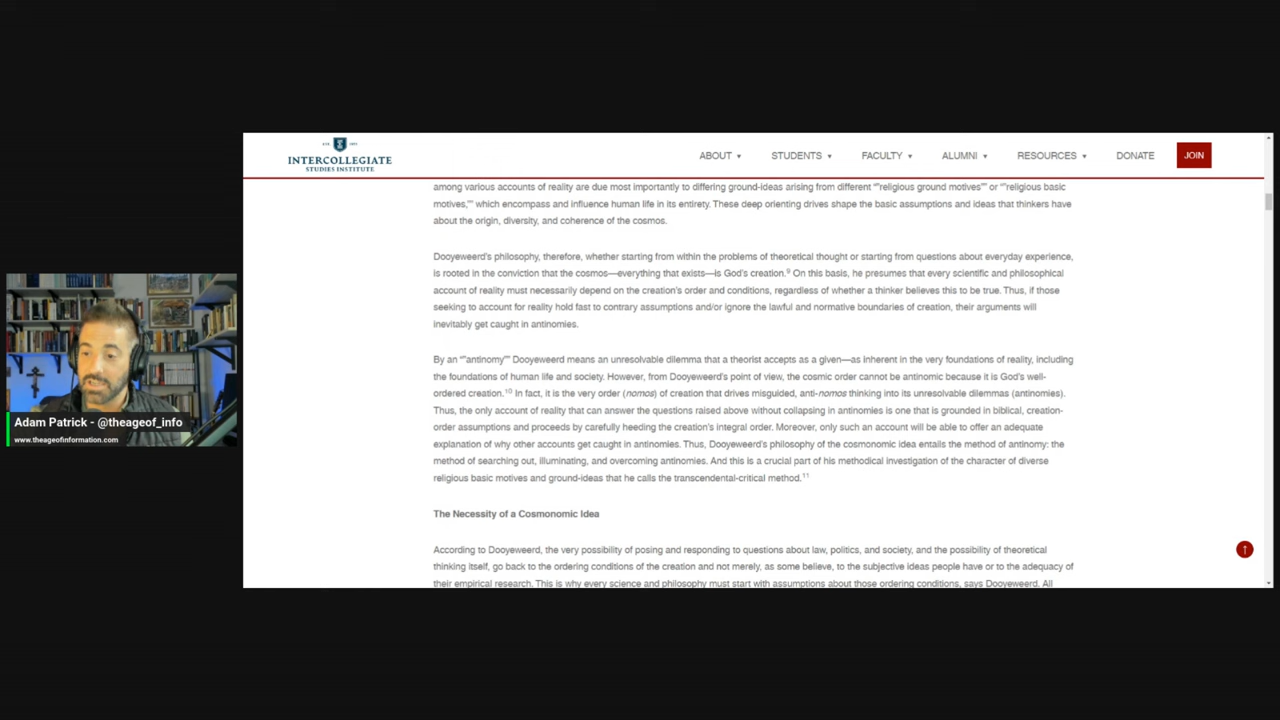 EST. 1953
INTERCOLLEGIATE
STUDIES INSTITUTE
ABOUT ▼
STUDENTS ▼
FACULTY ▼
ALUMNI ▼
RESOURCES ▼
DONATE
JOIN
among various accounts of reality are due most importantly to differing ground-ideas arising from different “"religious ground motives"” or “"religious basic
motives,"” which encompass and influence human life in its entirety. These deep orienting drives shape the basic assumptions and ideas that thinkers have
about the origin, diversity, and coherence of the cosmos.
Dooyeweerd's philosophy, therefore, whether starting from within the problems of theoretical thought or starting from questions about everyday experience,
is rooted in the conviction that the cosmos—everything that exists—is God's creation.9 On this basis, he presumes that every scientific and philosophical
account of reality must necessarily depend on the creation's order and conditions, regardless of whether a thinker believes this to be true. Thus, if those
seeking to account for reality hold fast to contrary assumptions and/or ignore the lawful and normative boundaries of creation, their arguments will
inevitably get caught in antinomies.
By an “"antinomy"” Dooyeweerd means an unresolvable dilemma that a theorist accepts as a given—as inherent in the very foundations of reality, including
the foundations of human life and society. However, from Dooyeweerd's point of view, the cosmic order cannot be antinomic because it is God's well-
ordered creation.10 In fact, it is the very order (nomos) of creation that drives misguided, anti-nomos thinking into its unresolvable dilemmas (antinomies).
Thus, the only account of reality that can answer the questions raised above without collapsing in antinomies is one that is grounded in biblical, creation-
order assumptions and proceeds by carefully heeding the creation's integral order. Moreover, only such an account will be able to offer an adequate
explanation of why other accounts get caught in antinomies. Thus, Dooyeweerd's philosophy of the cosmonomic idea entails the method of antinomy: the
method of searching out, illuminating, and overcoming antinomies. And this is a crucial part of his methodical investigation of the character of diverse
religious basic motives and ground-ideas that he calls the transcendental-critical method.11
The Necessity of a Cosmonomic Idea
According to Dooyeweerd, the very possibility of posing and responding to questions about law, politics, and society, and the possibility of theoretical
thinking itself, go back to the ordering conditions of the creation and not merely, as some believe, to the subjective ideas people have or to the adequacy of
their empirical research. This is why every science and philosophy must start with assumptions about those ordering conditions, says Dooyeweerd. All
Adam Patrick - @theageof_info
www.theageofinformation.com